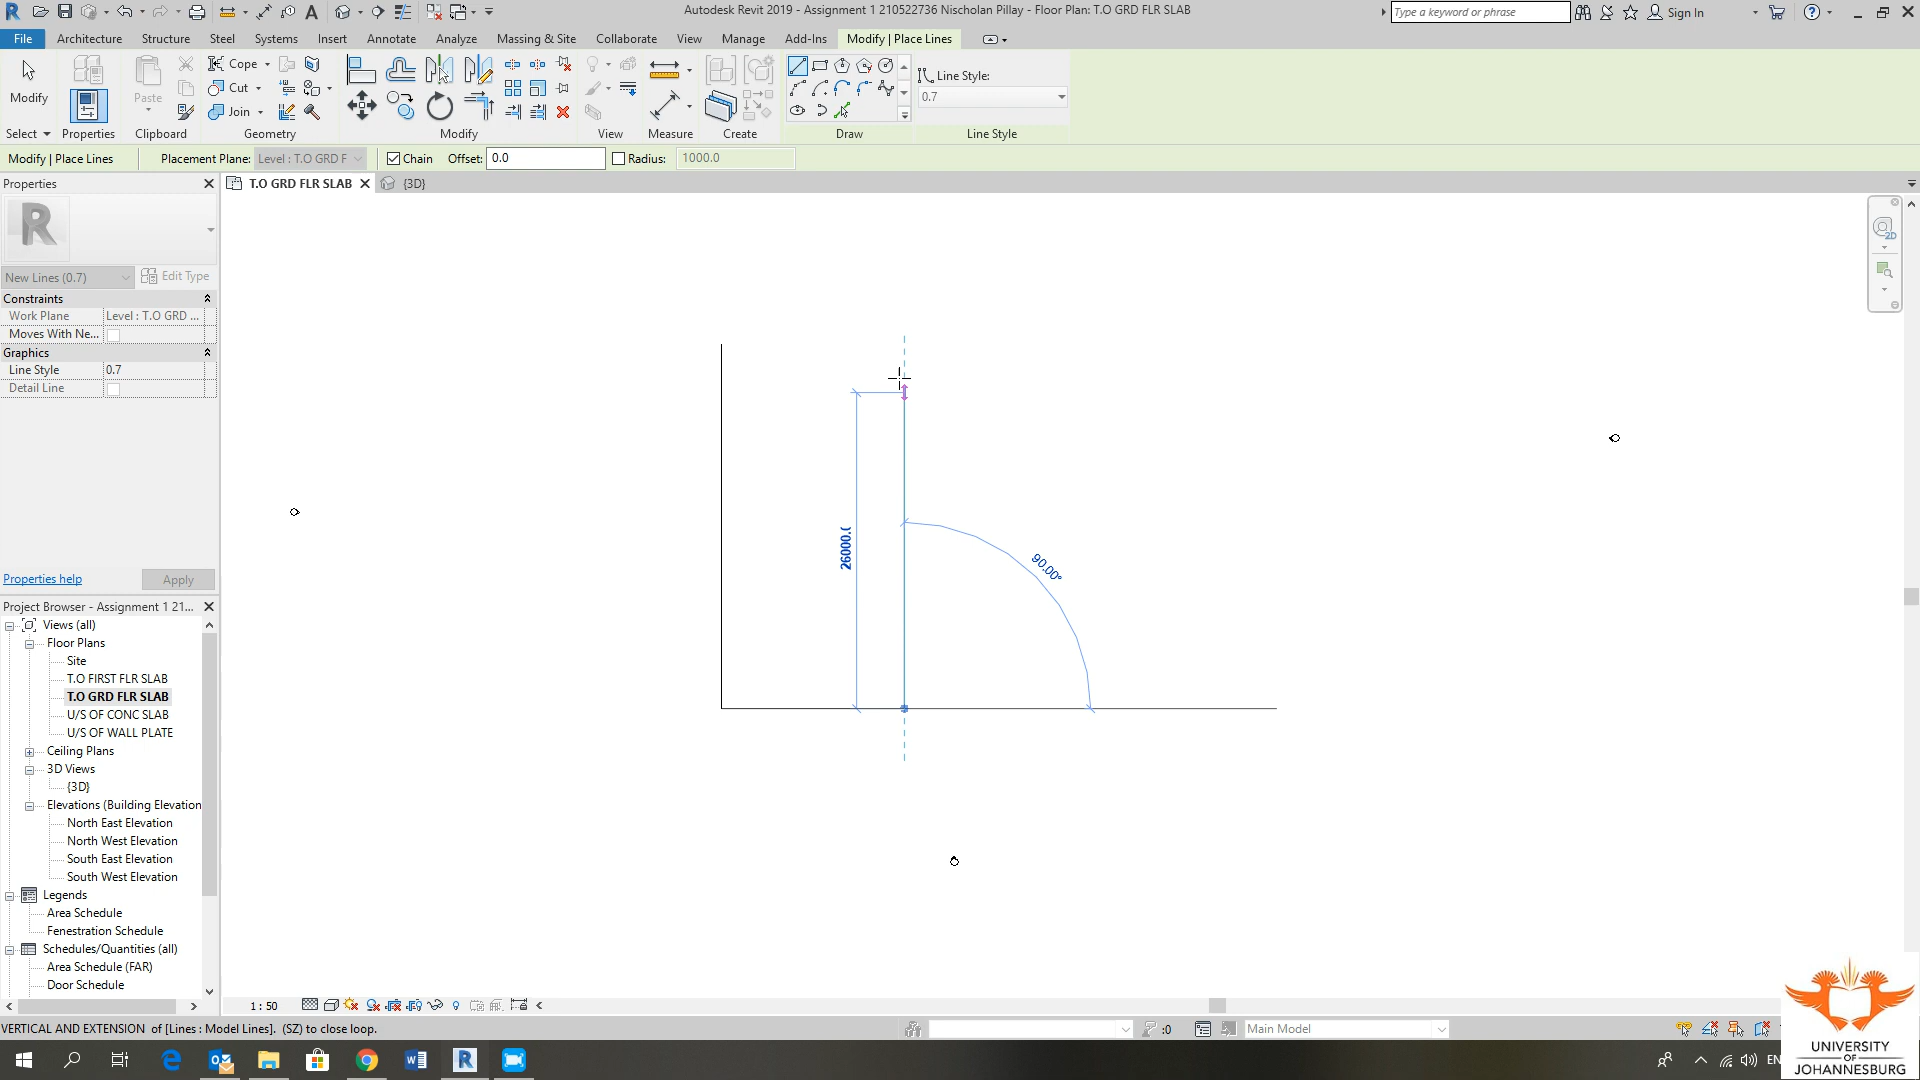 Autodesk Revit 2019 - Assignment 1 210522736 Nischolan Pillay - Floor Plan: T.O GRD FLR SLAB
Type a keyword or phrase
Sign In
File
Architecture
Structure
Steel
Systems
Insert
Annotate
Analyze
Massing & Site
Collaborate
View
Manage
Add-Ins
Modify | Place Lines
Modify
Paste
Cope
Cut
Join
Line Style:
0.7
Select
Properties
Clipboard
Geometry
Modify
View
Measure
Create
Draw
Line Style
Modify | Place Lines
Placement Plane:
Level : T.O GRD F
Chain
Offset:
0.0
Radius:
1000.0
Properties
T.O GRD FLR SLAB
{3D}
2D
R
New Lines (0.7)
Edit Type
Constraints
Work Plane
Level : T.O GRD ...
Moves With Ne...
Graphics
Line Style
0.7
Detail Line
26000.(
90.00°
Properties help
Apply
Project Browser - Assignment 1 21...
Views (all)
Floor Plans
Site
T.O FIRST FLR SLAB
T.O GRD FLR SLAB
U/S OF CONC SLAB
U/S OF WALL PLATE
Ceiling Plans
3D Views
{3D}
Elevations (Building Elevation
North East Elevation
North West Elevation
South East Elevation
South West Elevation
Legends
Area Schedule
Fenestration Schedule
Schedules/Quantities (all)
Area Schedule (FAR)
Door Schedule
1 : 50
VERTICAL AND EXTENSION of [Lines : Model Lines]. (SZ) to close loop.
:0
Main Model
EN
UNIVERSITY
OF
JOHANNESBURG